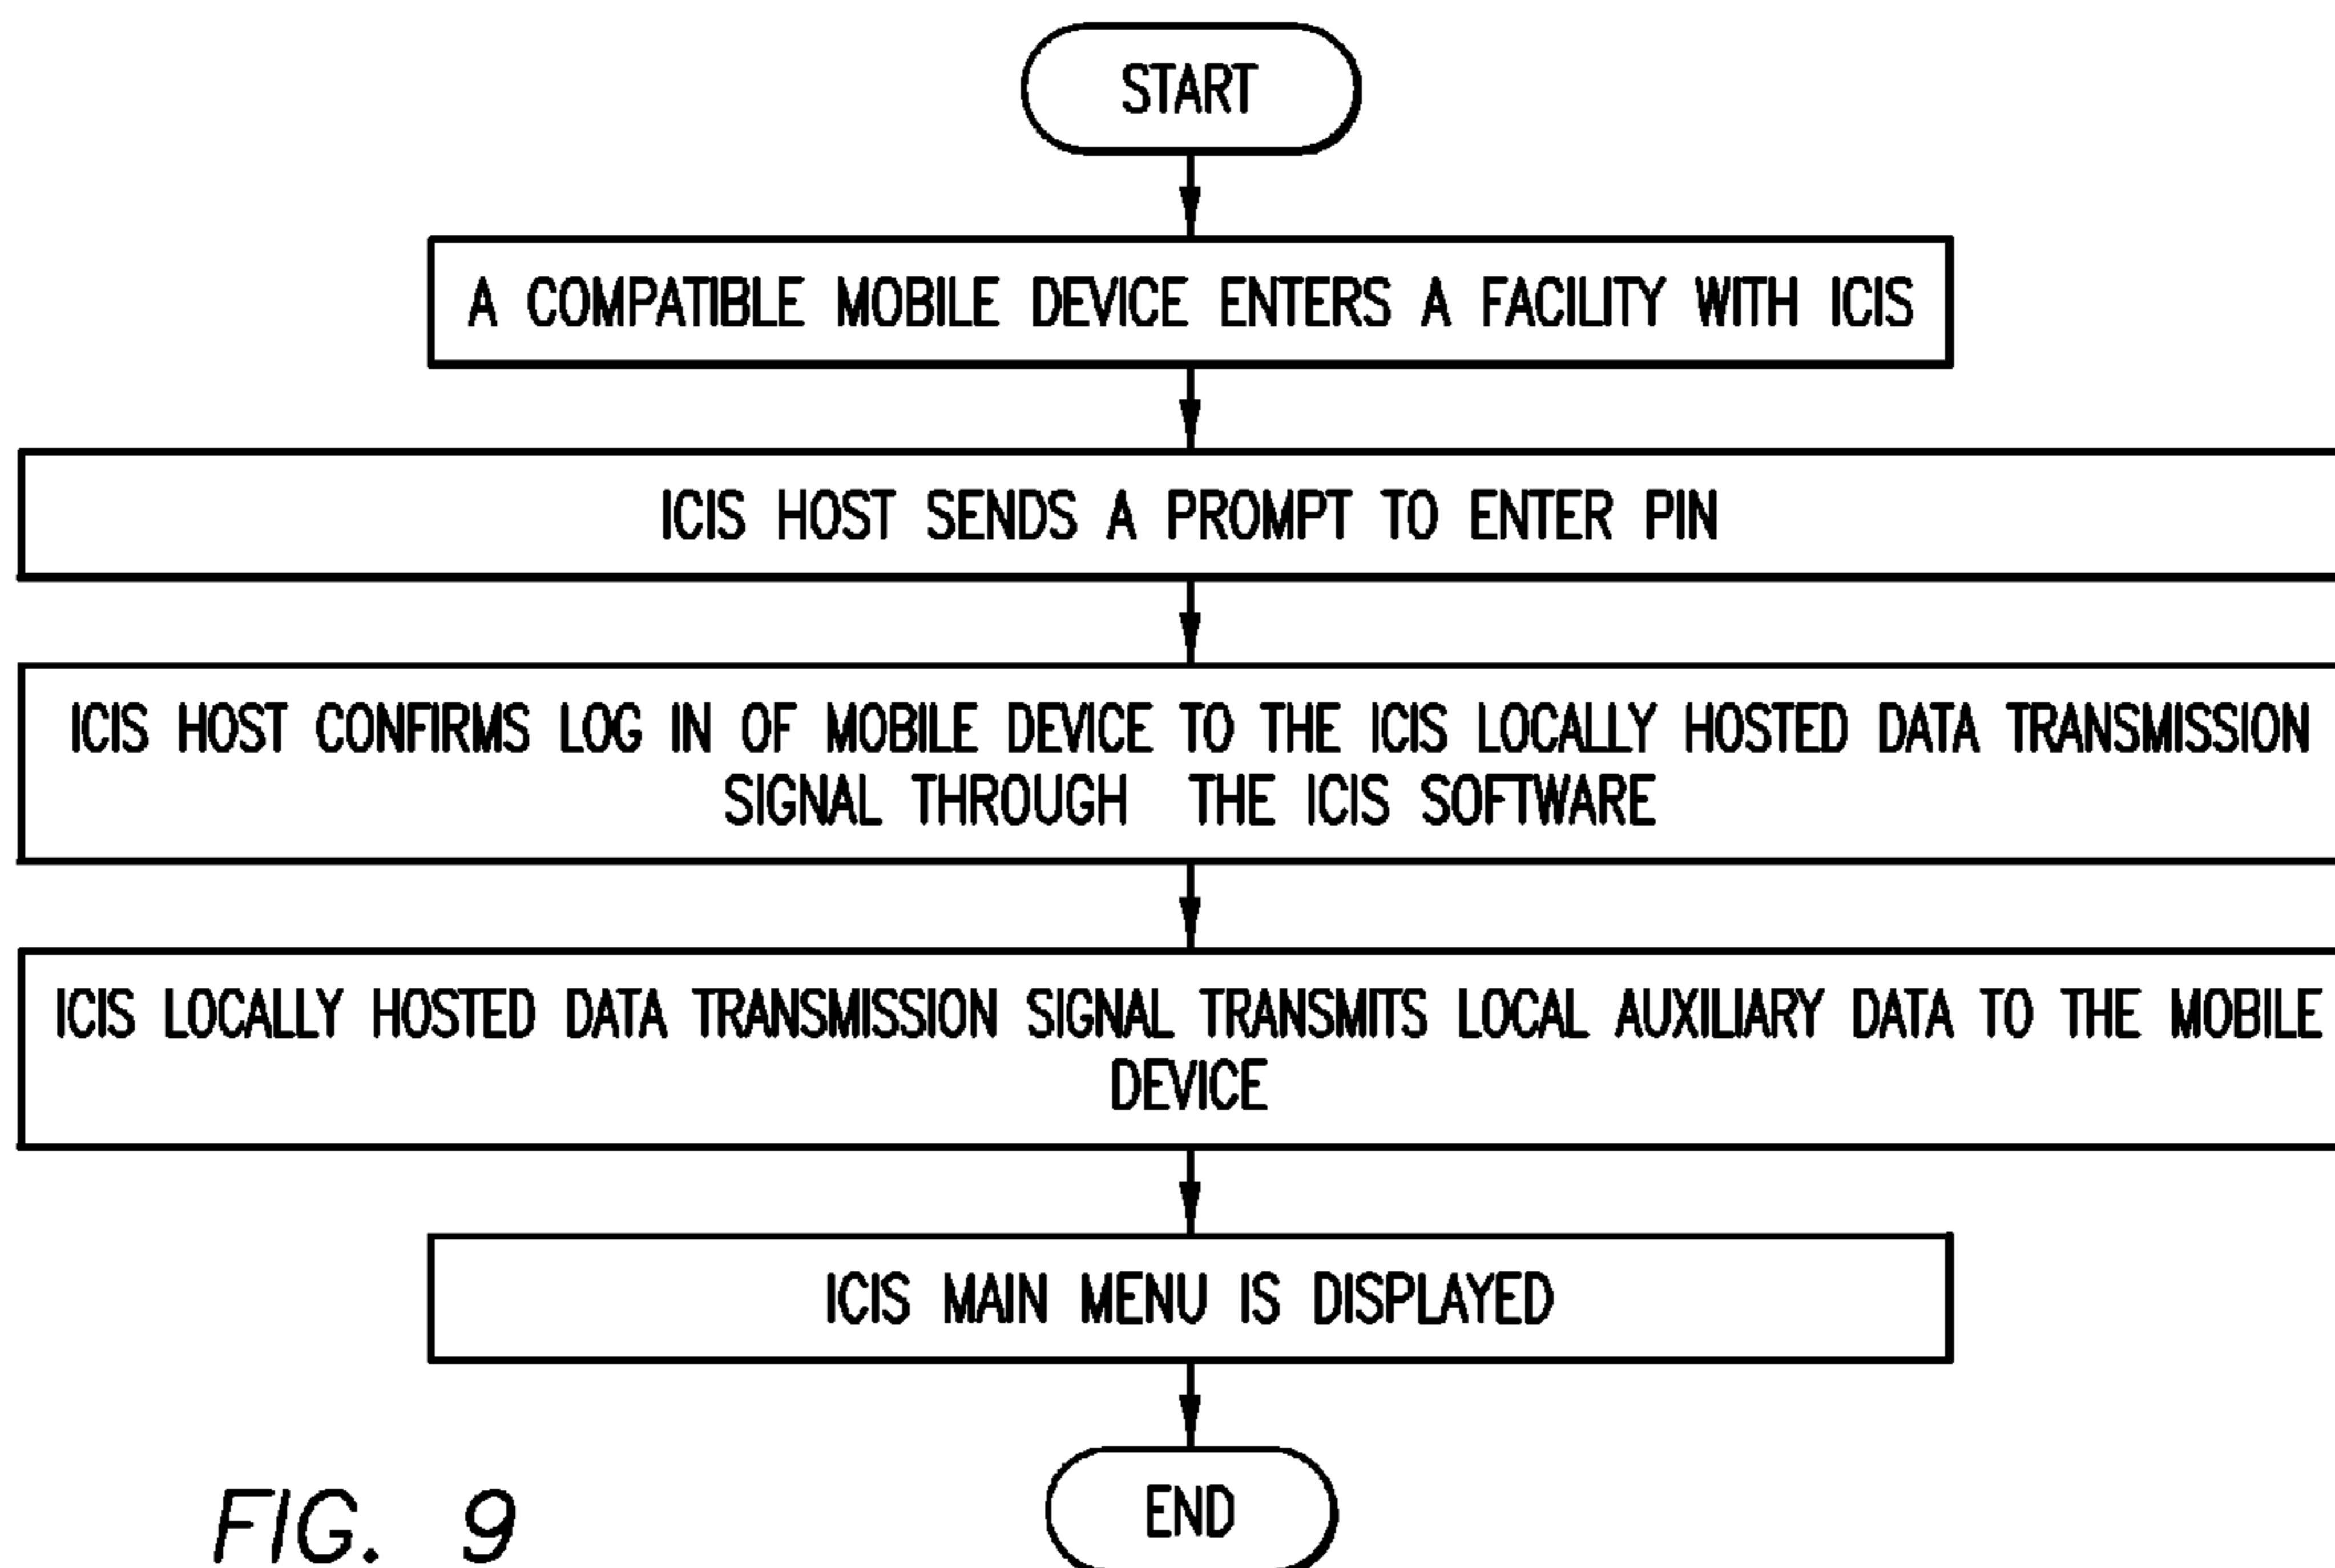 START
A COMPATIBLE MOBILE DEVICE ENTERS A FACILITY WITH ICIS
ICIS HOST SENDS A PROMPT TO ENTER PIN
ICIS HOST CONFIRMS LOG IN OF MOBILE DEVICE TO THE ICIS LOCALLY HOSTED DATA TRANSMISSION
SIGNAL THROUGH THE ICIS SOFTWARE
ICIS LOCALLY HOSTED DATA TRANSMISSION SIGNAL TRANSMITS LOCAL AUXILIARY DATA TO THE MOBILE
DEVICE
ICIS MAIN MENU IS DISPLAYED
END
FIG. 9